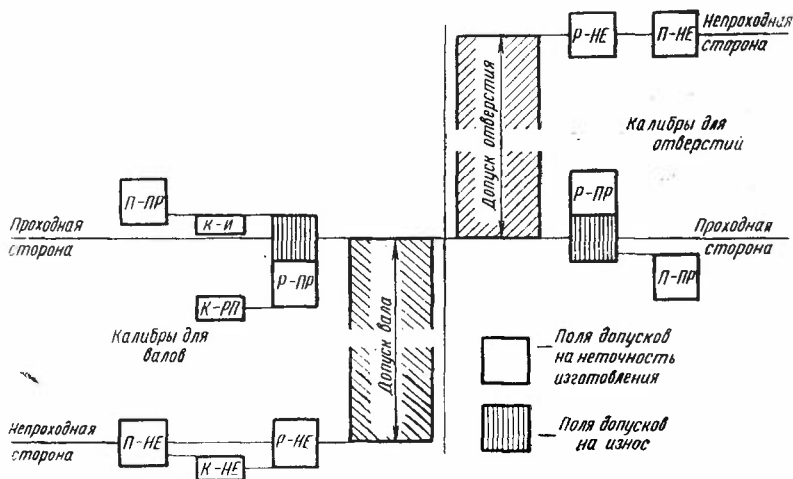 Непроходная
сторона
Р-НЕ
П-НЕ
Допуск отверстия
Калибры для
отверстий
П-ПР
К-И
Р-ПР
Проходная
сторона
Р-ПР
К-РП
Проходная
сторона
П-ПР
Калибры для
валов
Допуск вала
Поля допусков
на неточность
изготовления
Непроходная
сторона
П-НЕ
К-НЕ
Р-НЕ
Поля допусков
на износ